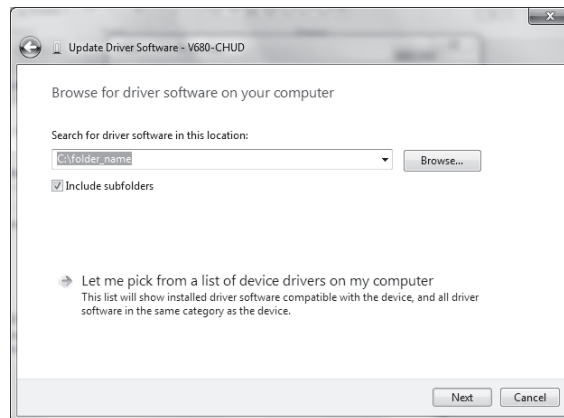 Update Driver Software - V680-CHUD
Browse for driver software on your computer
Search for driver software in this location:
C:\folder_name
Browse...
Include subfolders
Let me pick from a list of device drivers on my computer
This list will show installed driver software compatible with the device, and all driver
software in the same category as the device.
Next
Cancel